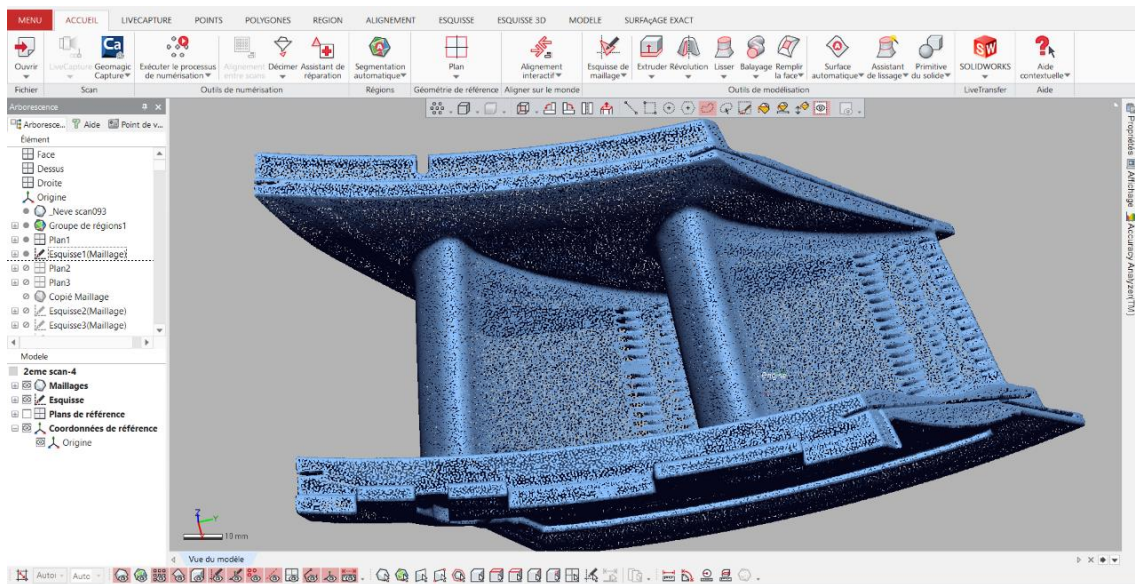 MENU ACCUEIL LIVECAPTURE POINTS POLYGONES REGION ALIGNEMENT ESQUISSE ESQUISSE 3D MODELE SURFAçAGE EXACT
Ouvrir LiveCapture Geomagic Capture Exécuter le processus de numérisation Alignement entre scans Décimer Assistant de réparation Segmentation automatique Plan Alignement interactif Esquisse de maillage Extruder Révolution Lisser Balayage Remplir la face Surface automatique Assistant de lissage Primitive du solide SOLIDWORKS Aide contextuelle
Fichier Scan Outils de numérisation Régions Géométrie de référence Aligner sur le monde Outils de modélisation LiveTransfer Aide
Arborescence
Arboresce... Aide Point de v...
Élément
Face
Dessus
Droite
Origine
_Neve scan093
Groupe de régions1
Plan1
Esquisse1(Maillage)
Plan2
Plan3
Copié Maillage
Esquisse2(Maillage)
Esquisse3(Maillage)
Modele
2eme scan-4
Maillages
Esquisse
Plans de référence
Coordonnées de référence
Origine
Origine
Z
Y
10 mm
Vue du modèle
Propriétés
Affichage
Accuracy Analyzer(TM)
Autoi Auto